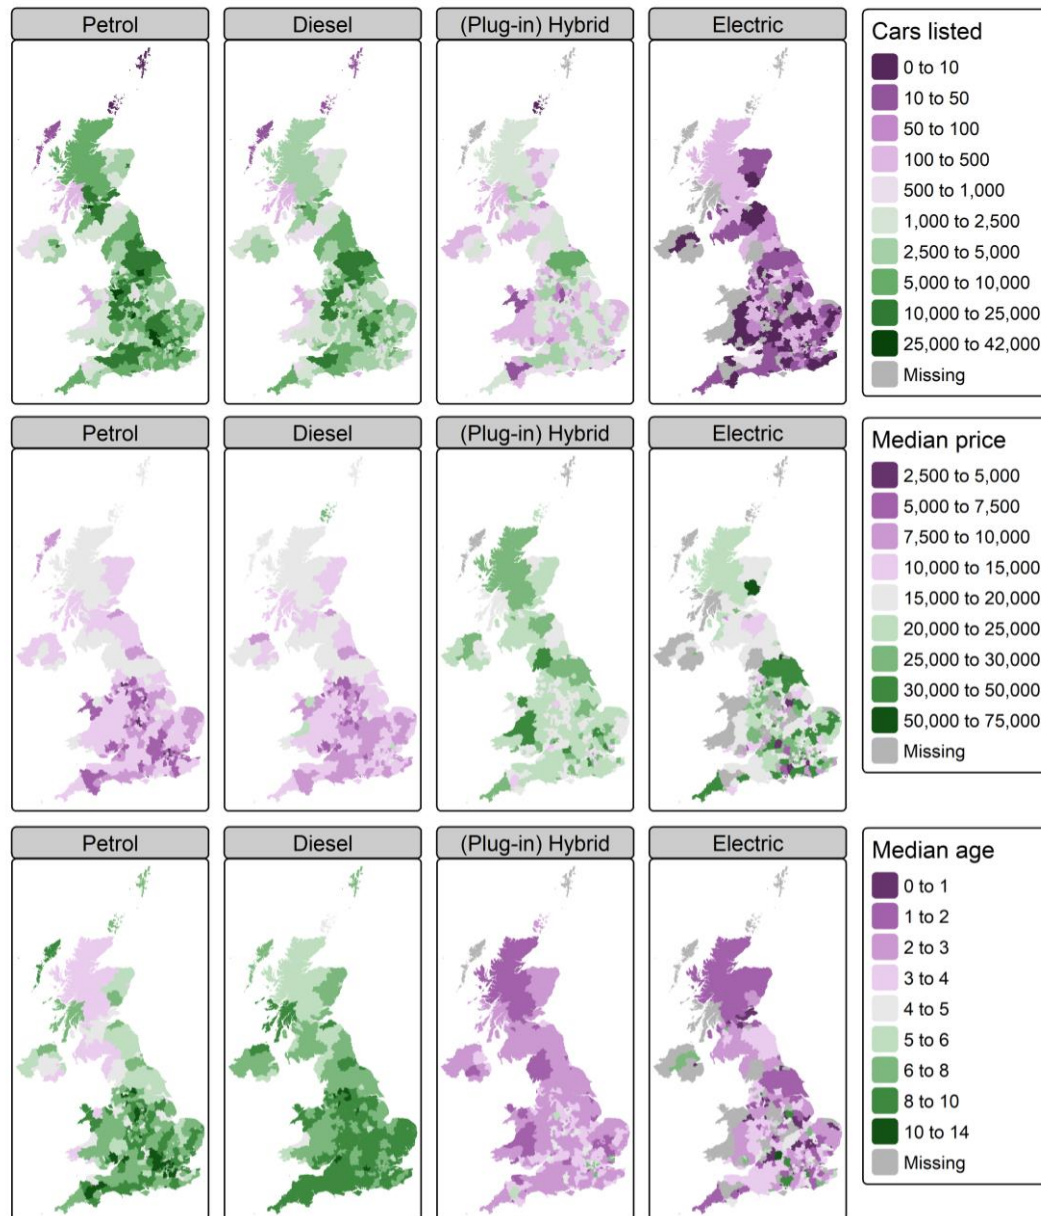 Petrol
Diesel
(Plug-in) Hybrid
Electric
Cars listed
0 to 10
10 to 50
50 to 100
100 to 500
500 to 1,000
1,000 to 2,500
2,500 to 5,000
5,000 to 10,000
10,000 to 25,000
25,000 to 42,000
Missing
Petrol
Diesel
(Plug-in) Hybrid
Electric
Median price
2,500 to 5,000
5,000 to 7,500
7,500 to 10,000
10,000 to 15,000
15,000 to 20,000
20,000 to 25,000
25,000 to 30,000
30,000 to 50,000
50,000 to 75,000
Missing
Petrol
Diesel
(Plug-in) Hybrid
Electric
Median age
0 to 1
1 to 2
2 to 3
3 to 4
4 to 5
5 to 6
6 to 8
8 to 10
10 to 14
Missing